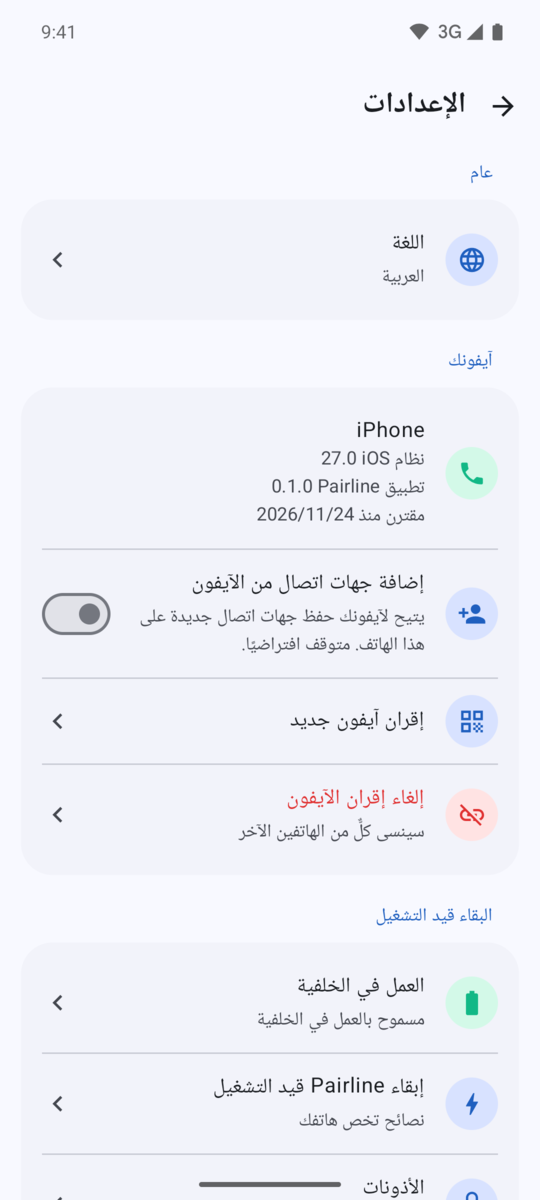 9:41
3G
الإعدادات
عام
اللغة
العربية
آيفونك
iPhone
نظام iOS 27.0
تطبيق Pairline 0.1.0
مقترن منذ 2026/11/24
إضافة جهات اتصال من الآيفون
يتيح لآيفونك حفظ جهات اتصال جديدة على
هذا الهاتف. متوقف افتراضيًا.
إقران آيفون جديد
إلغاء إقران الآيفون
سينسى كلٌّ من الهاتفين الآخر
البقاء قيد التشغيل
العمل في الخلفية
مسموح بالعمل في الخلفية
إبقاء Pairline قيد التشغيل
نصائح تخص هاتفك
الأذونات